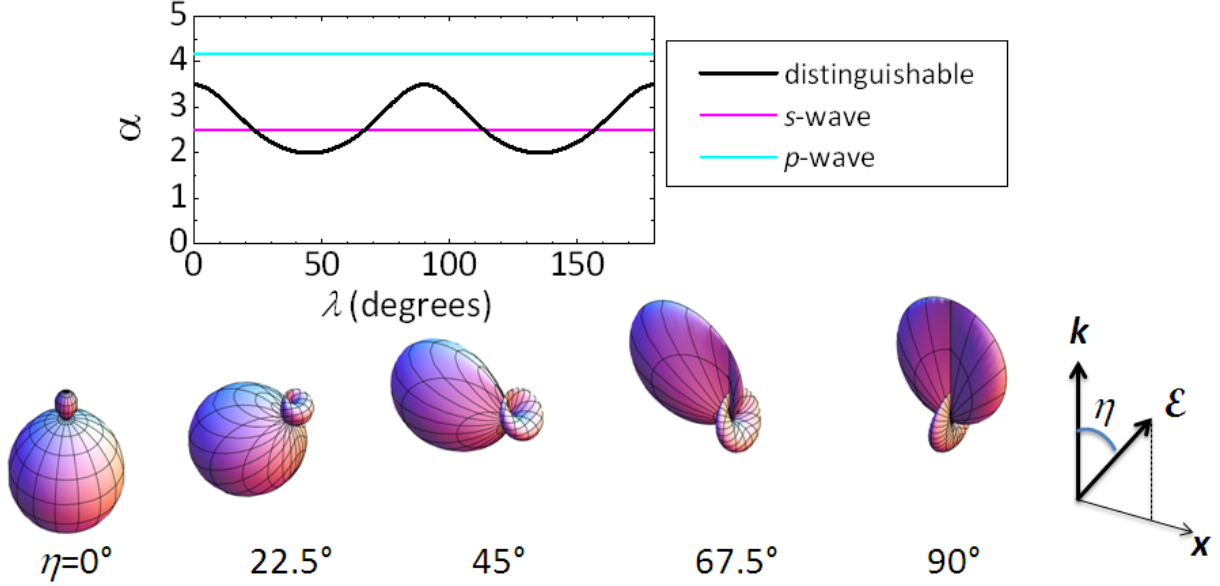 5
4
3
2
1
0
α
0 50 100 150
λ (degrees)
distinguishable
s-wave
p-wave
k
η
ε
x
η=0° 22.5° 45° 67.5° 90°